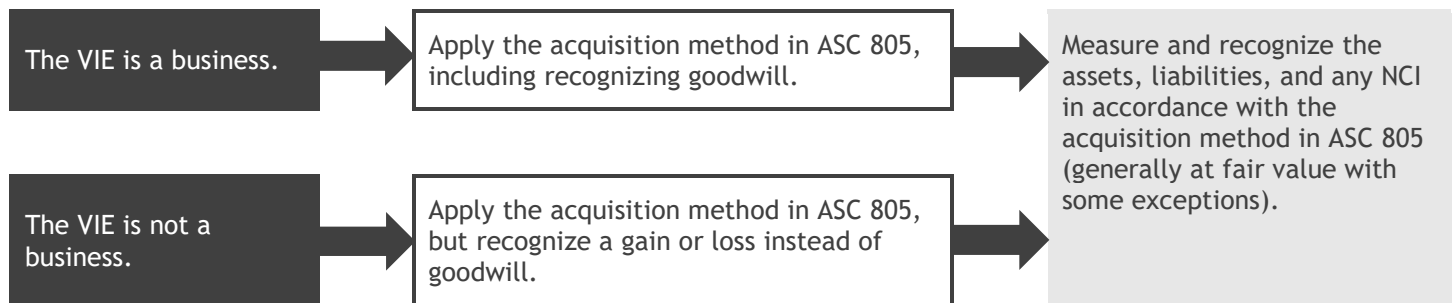 The VIE is a business.
Apply the acquisition method in ASC 805,
including recognizing goodwill.
Measure and recognize the
assets, liabilities, and any NCI
in accordance with the
acquisition method in ASC 805
(generally at fair value with
some exceptions).
The VIE is not a
business.
Apply the acquisition method in ASC 805,
but recognize a gain or loss instead of
goodwill.